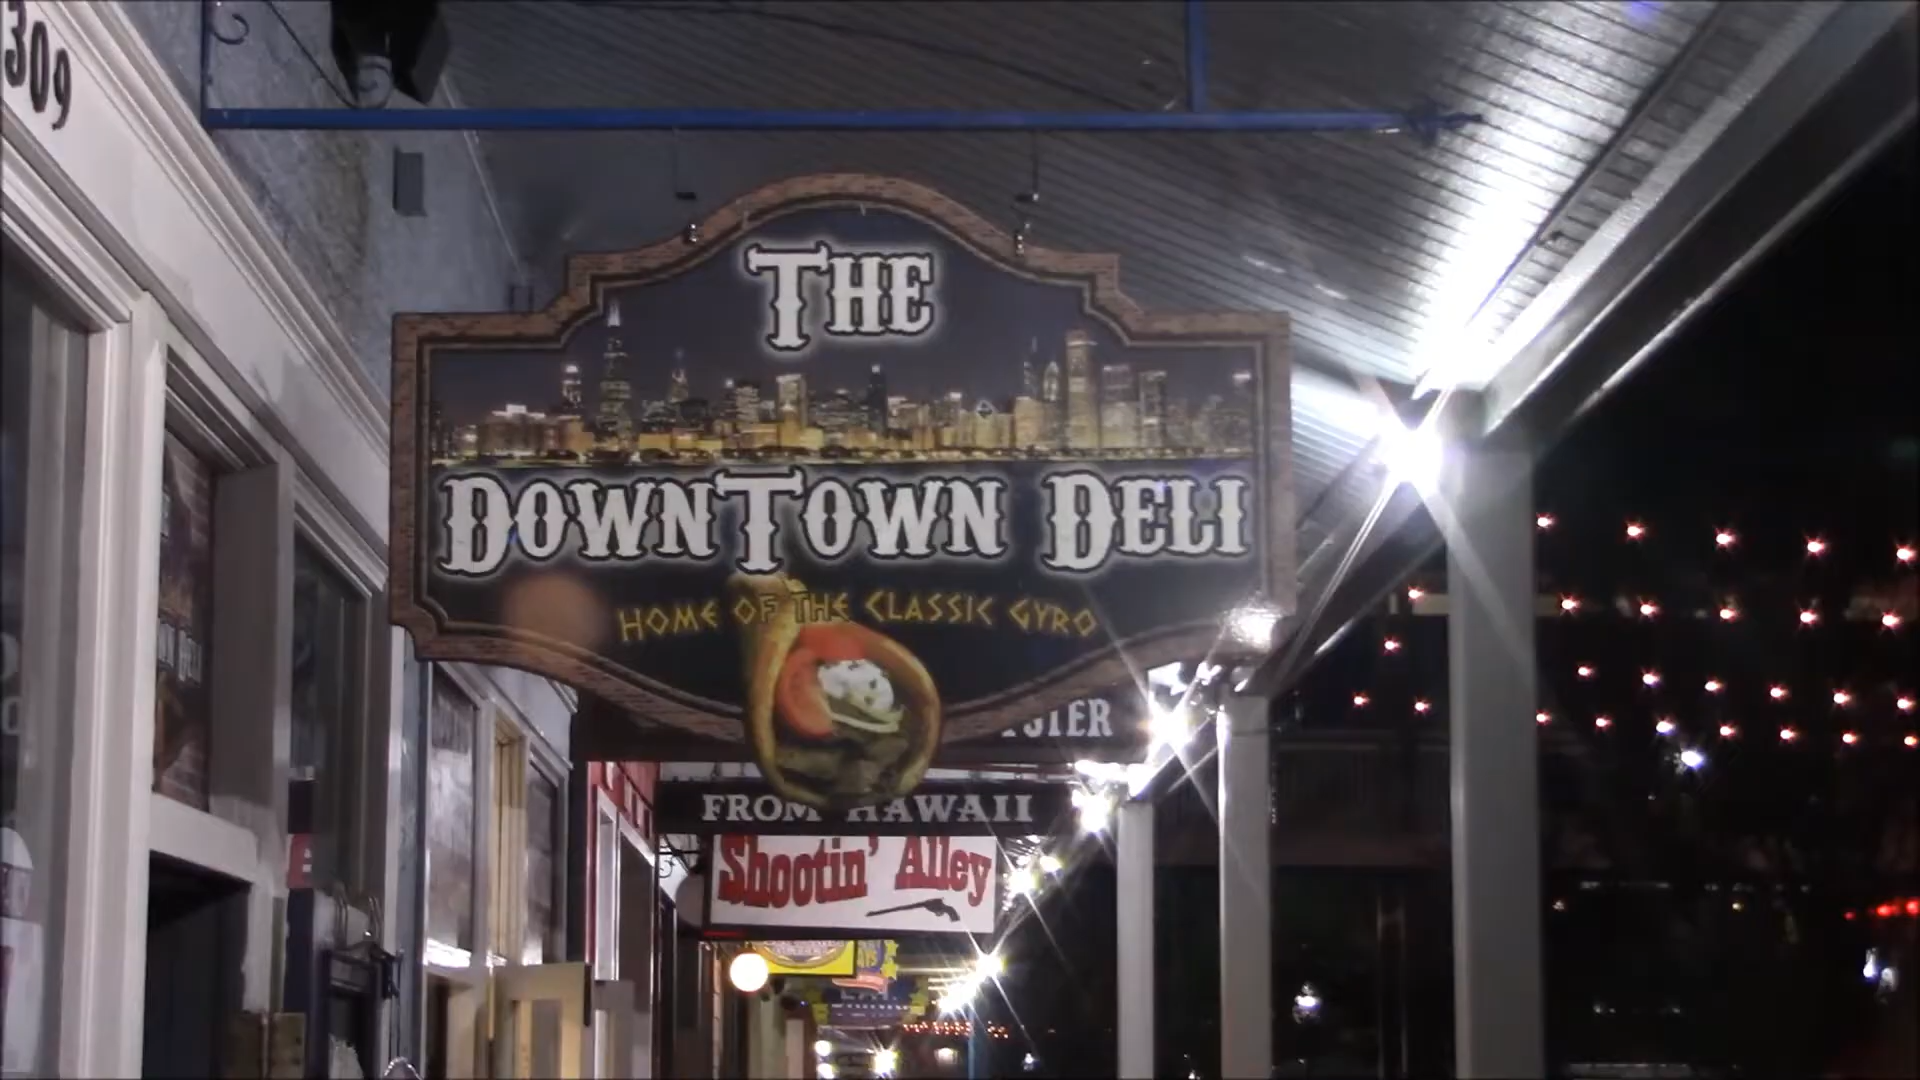 309
THE
DOWNTOWN DELI
HOME OF THE CLASSIC GYRO
FROM HAWAII
Shootin' Alley